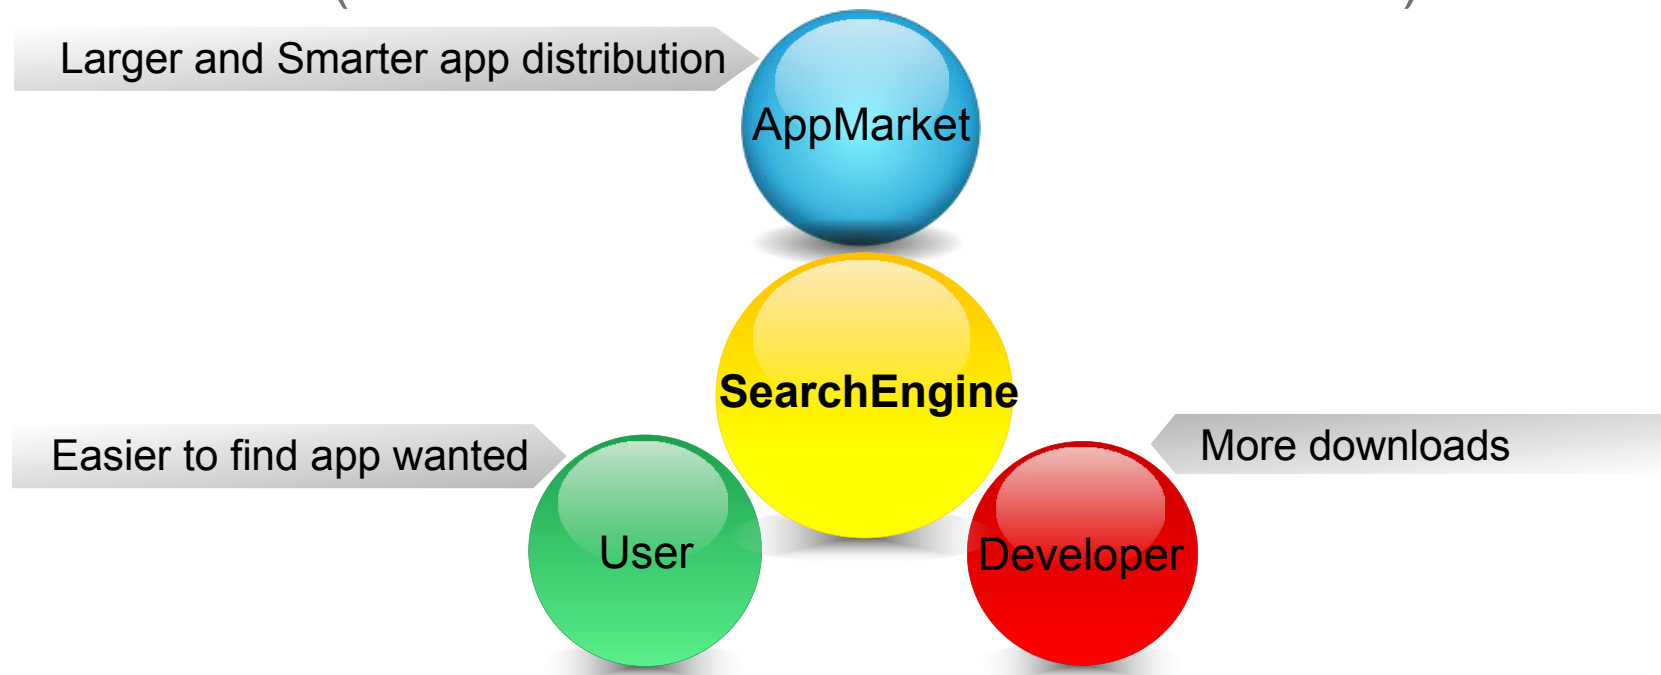 Larger and Smarter app distribution
AppMarket
SearchEngine
Easier to find app wanted
More downloads
User
Developer